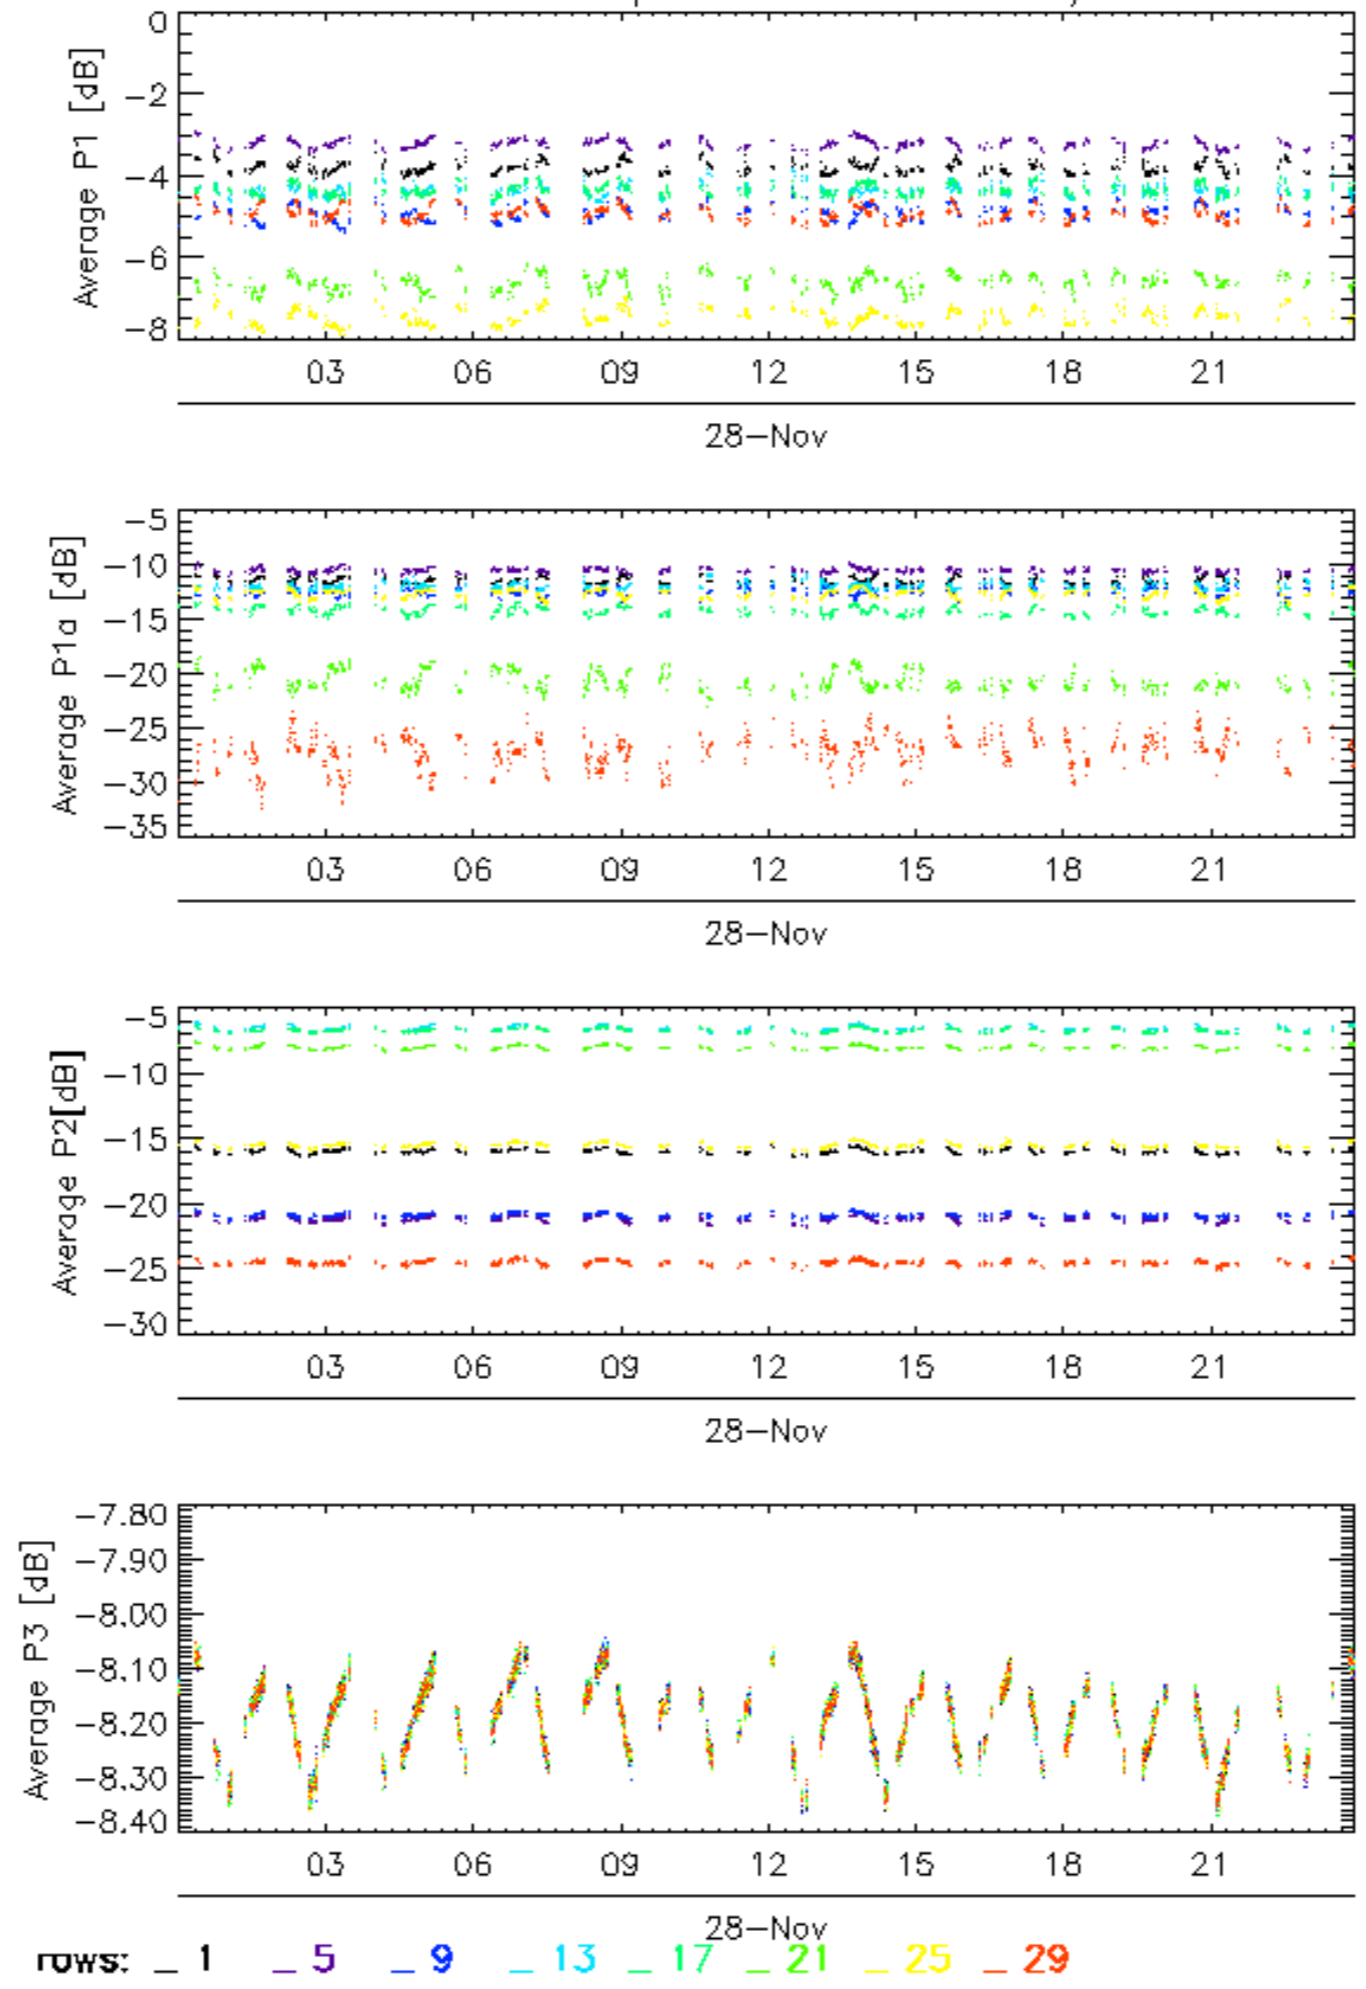 0
-2
-4
-6
-8
Average P1 [dB]
03 06 09 12 15 18 21
28-Nov
-5
-10
-15
-20
-25
-30
-35
Average P1a [dB]
03 06 09 12 15 18 21
28-Nov
-5
-10
-15
-20
-25
-30
Average P2[dB]
03 06 09 12 15 18 21
28-Nov
-7.80
-7.90
-8.00
-8.10
-8.20
-8.30
-8.40
Average P3 [dB]
03 06 09 12 15 18 21
28-Nov
rows: _ 1 _ 5 _ 9 _ 13 _ 17 _ 21 _ 25 _ 29